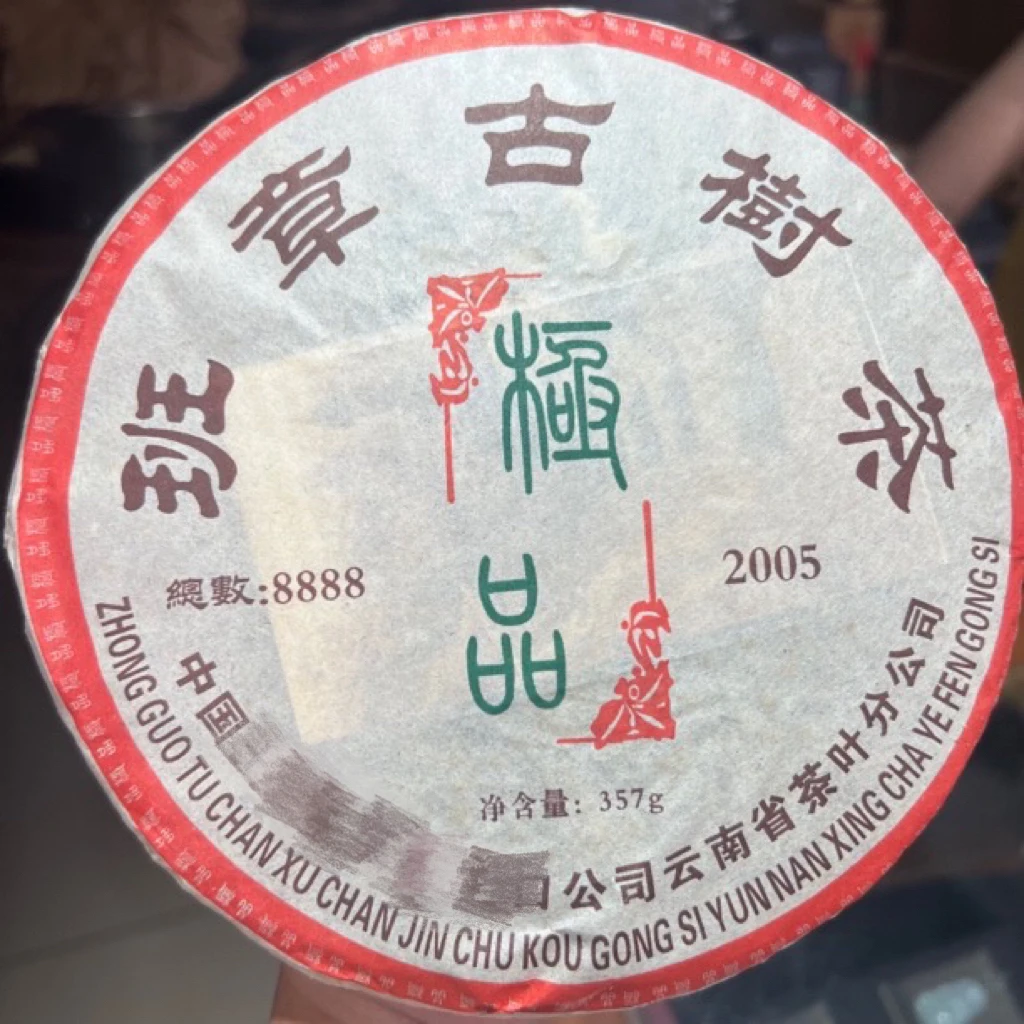 班章古樹茶
極品
總數:8888
2005
净含量: 357g
中国
公司云南省茶叶分公司
ZHONG GUO TU CHAN XU CHAN JIN CHU KOU GONG SI YUN NAN XING CHA YE FEN GONG SI